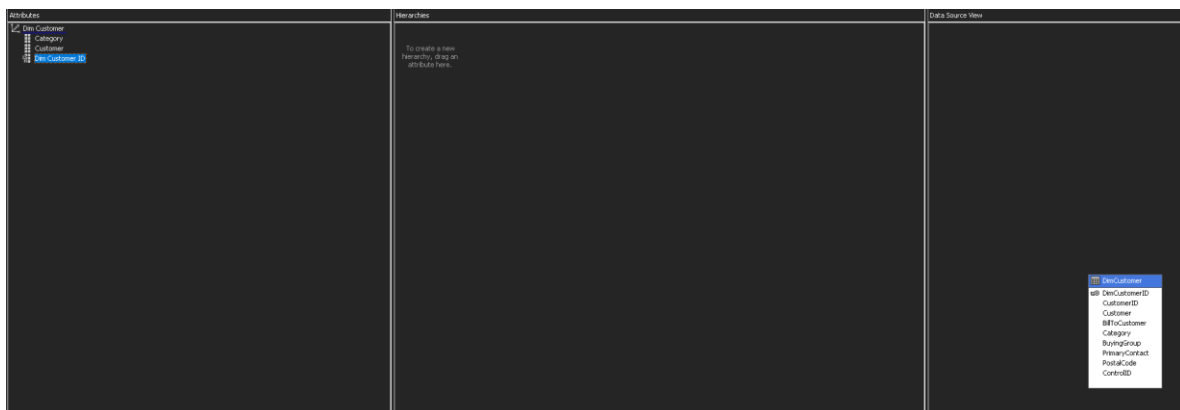 Attributes
Dim Customer
Category
Customer
Dim Customer ID
Hierarchies
To create a new
hierarchy, drag an
attribute here.
Data Source View
DimCustomer
DimCustomerID
CustomerID
Customer
BillToCustomer
Category
BuyingGroup
PrimaryContact
PostalCode
ControlID